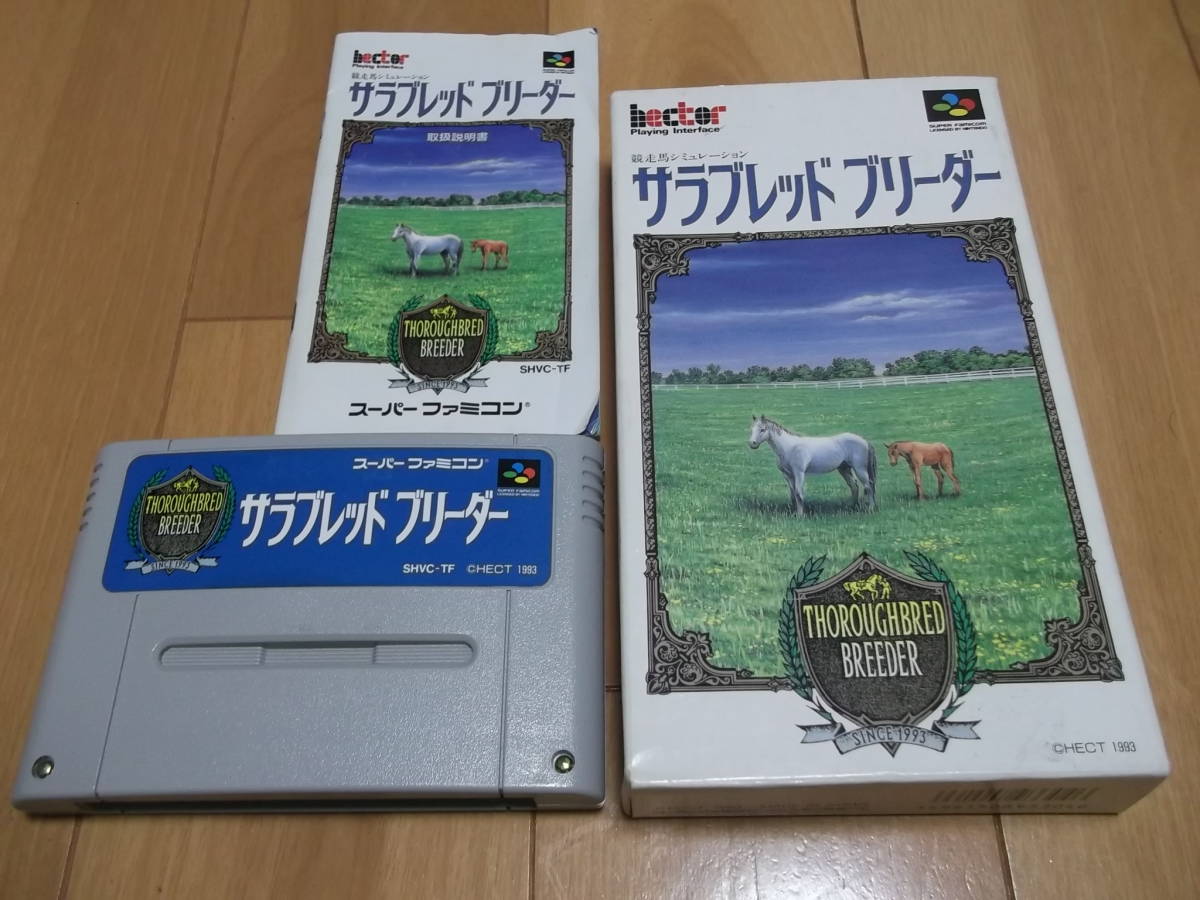 hector
Playing Interface
競走馬シミュレーション
サラブレッド ブリーダー
取扱説明書
THOROUGHBRED
BREEDER
SINCE 1993
SHVC-TF
スーパー ファミコン®
hector
Playing Interface
SUPER FAMICOM
LICENSED BY NINTENDO
競走馬シミュレーション
サラブレッド ブリーダー
THOROUGHBRED
BREEDER
SINCE 1993
©HECT 1993
スーパー ファミコン®
SUPER FAMICOM
LICENSED BY NINTENDO
THOROUGHBRED
BREEDER
SINCE 1993
サラブレッド ブリーダー
SHVC-TF ©HECT 1993